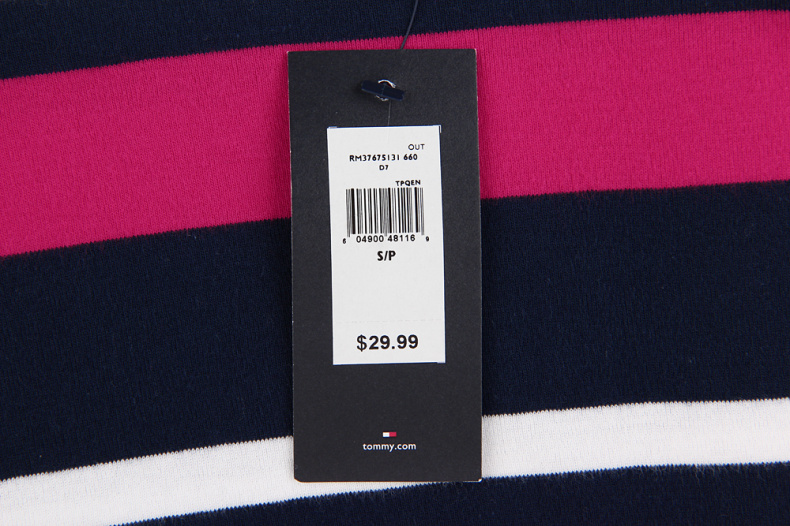 OUT
RM37675131 660
D7
TPQEN
6 04900 48116 9
S/P
$29.99
tommy.com